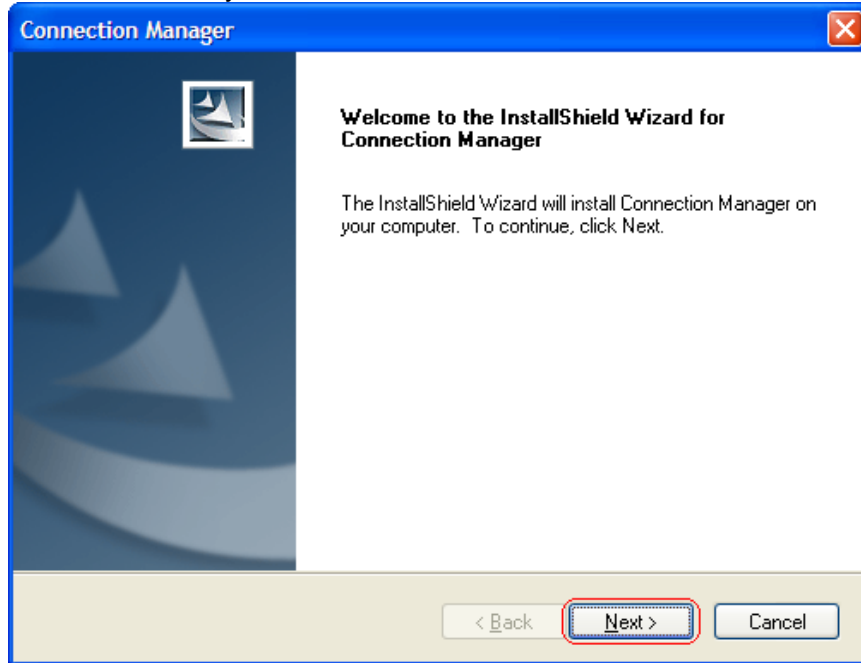 Connection Manager
Welcome to the InstallShield Wizard for
Connection Manager
The InstallShield Wizard will install Connection Manager on
your computer. To continue, click Next.
< Back
Next >
Cancel